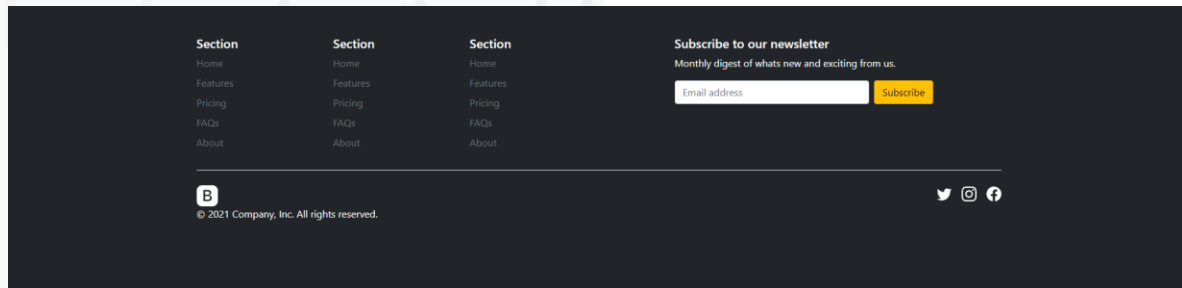 Section Section Section Subscribe to our newsletter
Home Home Home Monthly digest of whats new and exciting from us.
Features Features Features Email address Subscribe
Pricing Pricing Pricing
FAQs FAQs FAQs
About About About
B
© 2021 Company, Inc. All rights reserved.